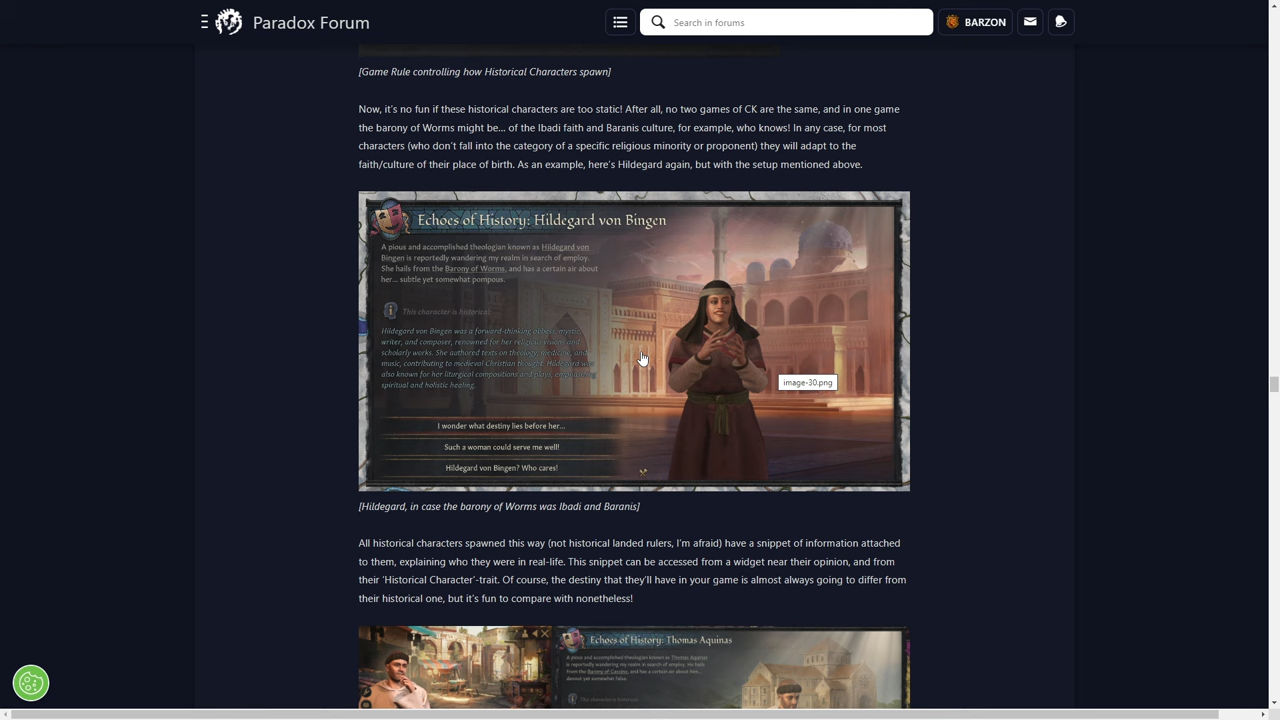 Paradox Forum
Search in forums
BARZON
[Game Rule controlling how Historical Characters spawn]
Now, it's no fun if these historical characters are too static! After all, no two games of CK are the same, and in one game
the barony of Worms might be... of the Ibadi faith and Baranis culture, for example, who knows! In any case, for most
characters (who don't fall into the category of a specific religious minority or proponent) they will adapt to the
faith/culture of their place of birth. As an example, here's Hildegard again, but with the setup mentioned above.
Echoes of History: Hildegard von Bingen
A pious and accomplished theologian known as Hildegard von
Bingen is reportedly wandering my realm in search of employ.
She hails from the Barony of Worms, and has a certain air about
her... subtle yet somewhat pompous.
This character is historical:
Hildegard von Bingen was a forward-thinking abbess, mystic,
writer, and composer, renowned for her religious visions and
scholarly works. She authored texts on theology, medicine, and
music, contributing to medieval Christian thought. Hildegard was
also known for her liturgical compositions and plays, emphasizing
spiritual and holistic healing.
image-30.png
I wonder what destiny lies before her...
Such a woman could serve me well!
Hildegard von Bingen? Who cares!
[Hildegard, in case the barony of Worms was Ibadi and Baranis]
All historical characters spawned this way (not historical landed rulers, I'm afraid) have a snippet of information attached
to them, explaining who they were in real-life. This snippet can be accessed from a widget near their opinion, and from
their 'Historical Character'-trait. Of course, the destiny that they'll have in your game is almost always going to differ from
their historical one, but it's fun to compare with nonetheless!
Echoes of History: Thomas Aquinas
A pious and accomplished theologian known as Thomas Aquinas
is reportedly wandering my realm in search of employ. He hails
from the Barony of Cassino, and has a certain air about him...
devout yet somewhat false.
This character is historical: